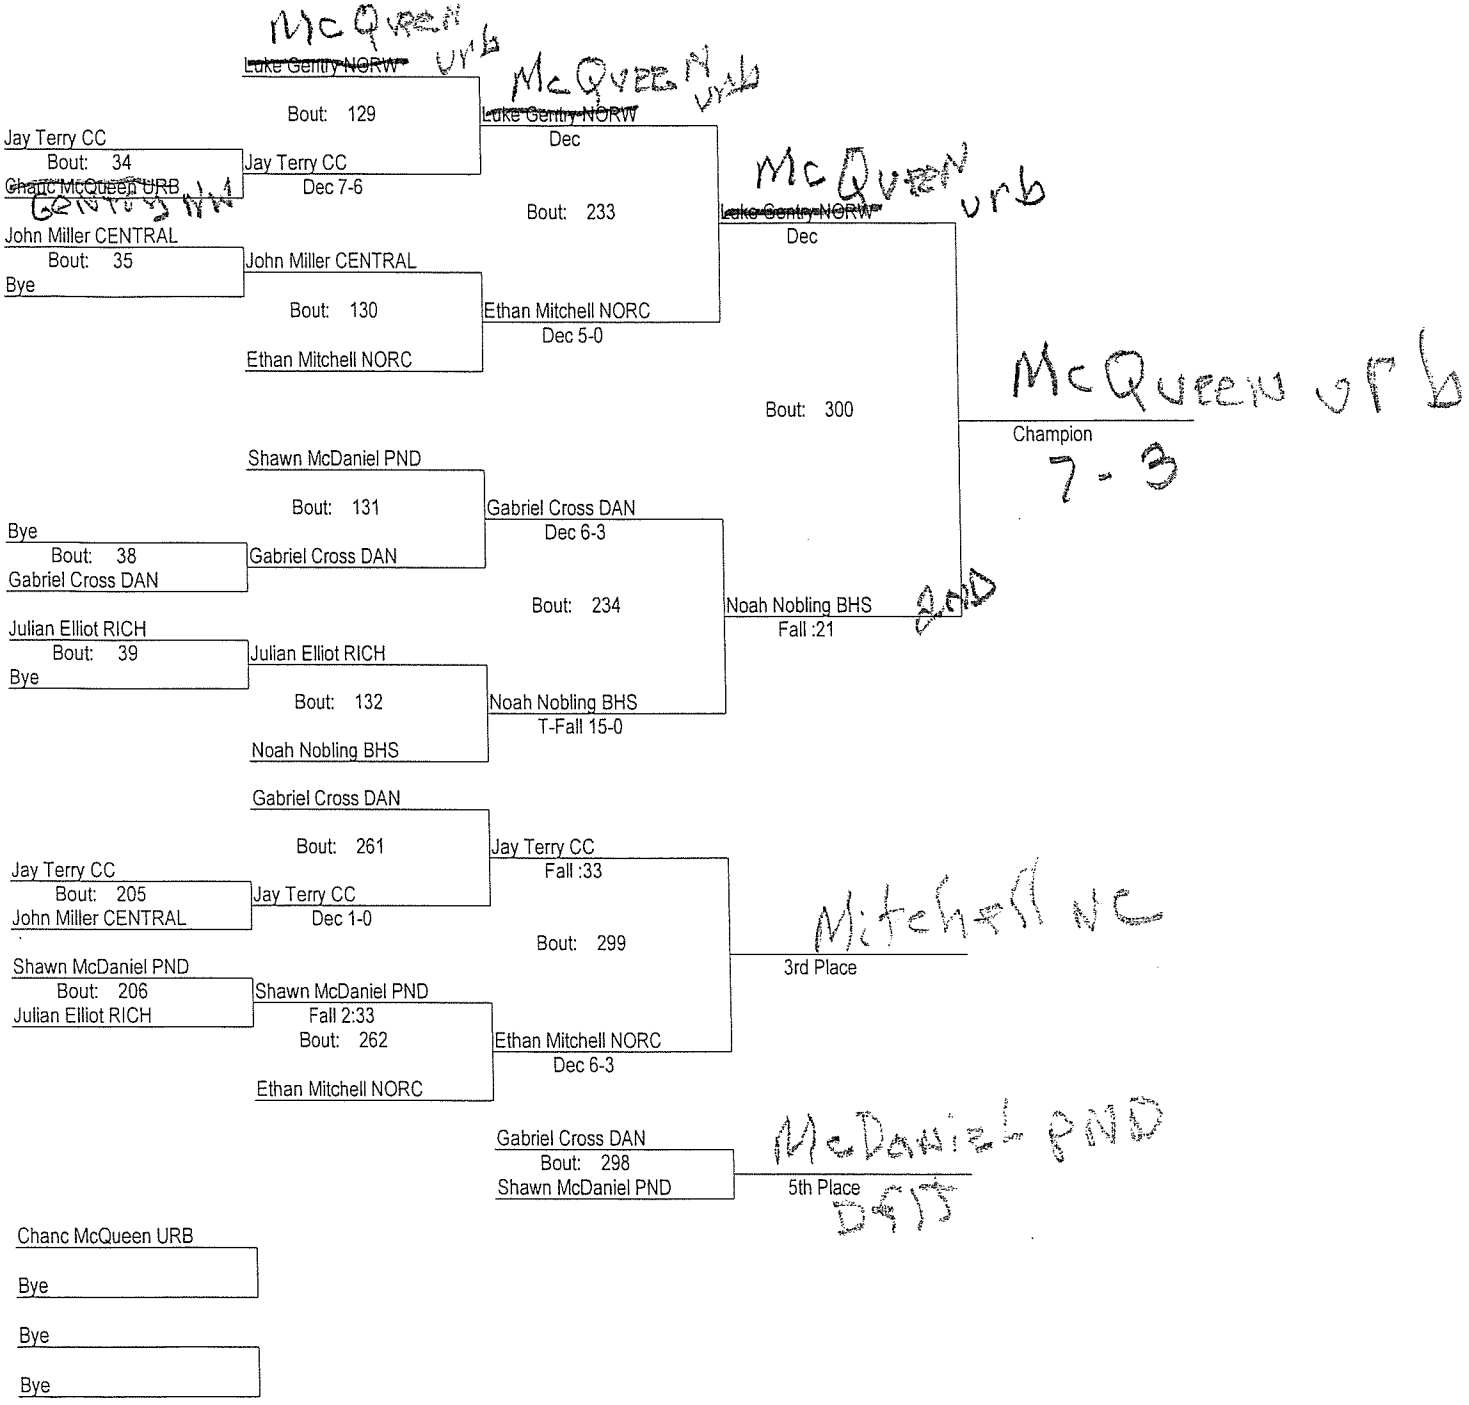 McQueen urb
Luke Gentry NORW
Bout: 129
McQueen urb
Luke Gentry NORW
Dec
Jay Terry CC
Bout: 34
Chanc McQueen URB
Gentry NW
Jay Terry CC
Dec 7-6
Bout: 233
McQueen urb
Luke Gentry NORW
Dec
John Miller CENTRAL
Bout: 35
Bye
John Miller CENTRAL
Bout: 130
Ethan Mitchell NORC
Ethan Mitchell NORC
Dec 5-0
Bout: 300
McQueen urb
Champion
7-3
Shawn McDaniel PND
Bout: 131
Gabriel Cross DAN
Dec 6-3
Bye
Bout: 38
Gabriel Cross DAN
Gabriel Cross DAN
Bout: 234
Noah Nobling BHS
Fall :21
2ND
Julian Elliot RICH
Bout: 39
Bye
Julian Elliot RICH
Bout: 132
Noah Nobling BHS
Noah Nobling BHS
T-Fall 15-0
Gabriel Cross DAN
Bout: 261
Jay Terry CC
Fall :33
Jay Terry CC
Bout: 205
John Miller CENTRAL
Jay Terry CC
Dec 1-0
Bout: 299
Mitchell NC
3rd Place
Shawn McDaniel PND
Bout: 206
Julian Elliot RICH
Shawn McDaniel PND
Fall 2:33
Bout: 262
Ethan Mitchell NORC
Ethan Mitchell NORC
Dec 6-3
Gabriel Cross DAN
Bout: 298
Shawn McDaniel PND
McDaniel PND
5th Place
Chanc McQueen URB
Bye
Bye
Bye